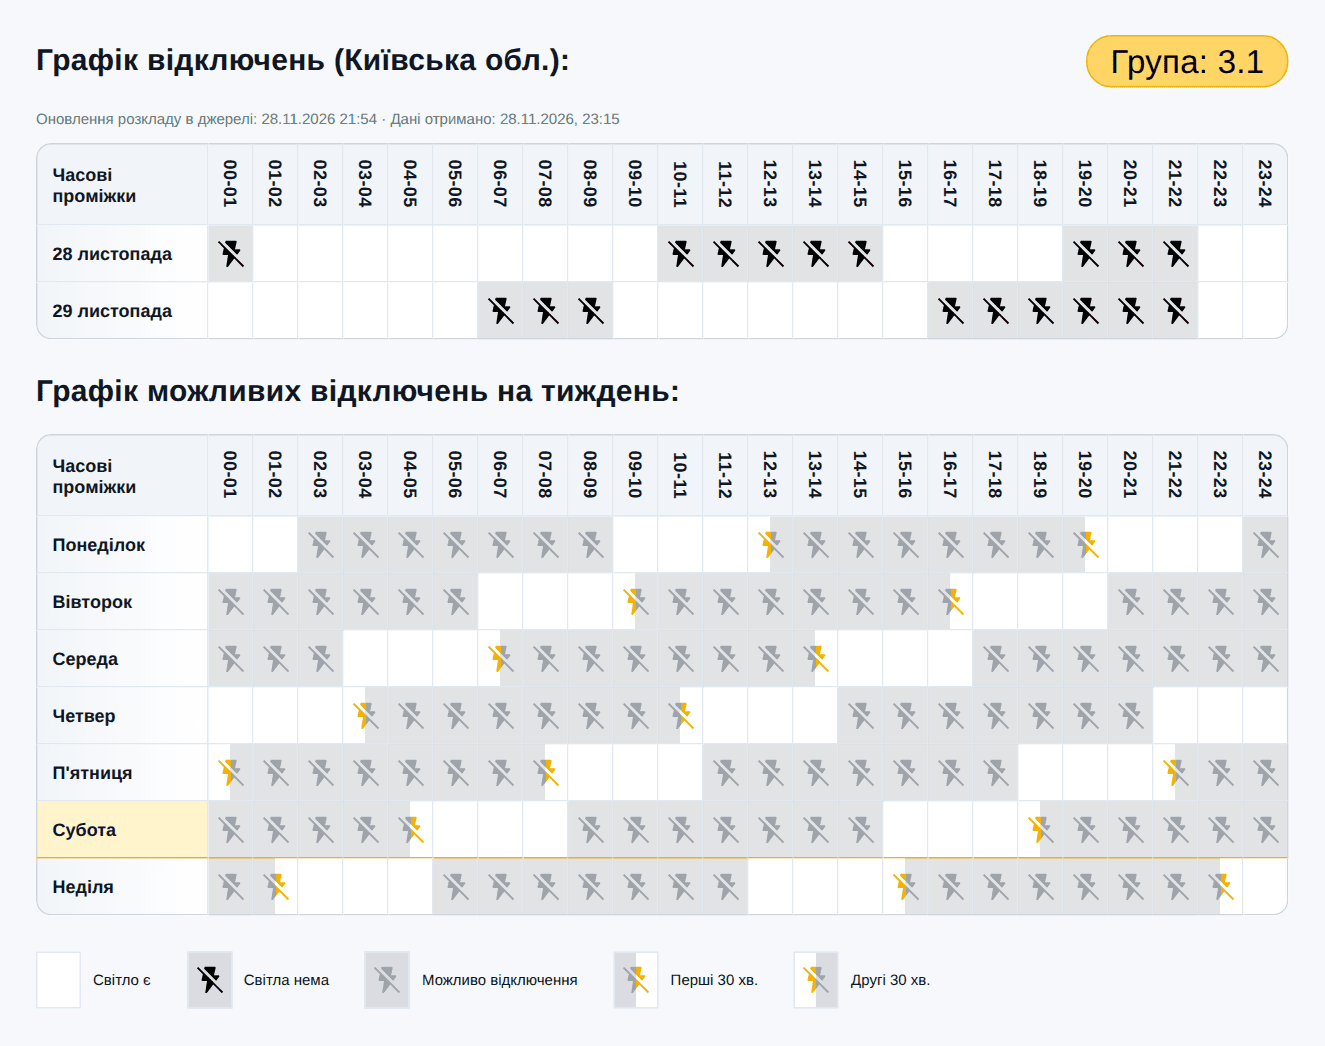 Графік відключень (Київська обл.):
Група: 3.1
Оновлення розкладу в джерелі: 28.11.2026 21:54 · Дані отримано: 28.11.2026, 23:15
Часові
проміжки
00-01 01-02 02-03 03-04 04-05 05-06 06-07 07-08 08-09 09-10 10-11 11-12 12-13 13-14 14-15 15-16 16-17 17-18 18-19 19-20 20-21 21-22 22-23 23-24
28 листопада
29 листопада
Графік можливих відключень на тиждень:
Часові
проміжки
00-01 01-02 02-03 03-04 04-05 05-06 06-07 07-08 08-09 09-10 10-11 11-12 12-13 13-14 14-15 15-16 16-17 17-18 18-19 19-20 20-21 21-22 22-23 23-24
Понеділок
Вівторок
Середа
Четвер
П'ятниця
Субота
Неділя
Світло є
Світла нема
Можливо відключення
Перші 30 хв.
Другі 30 хв.